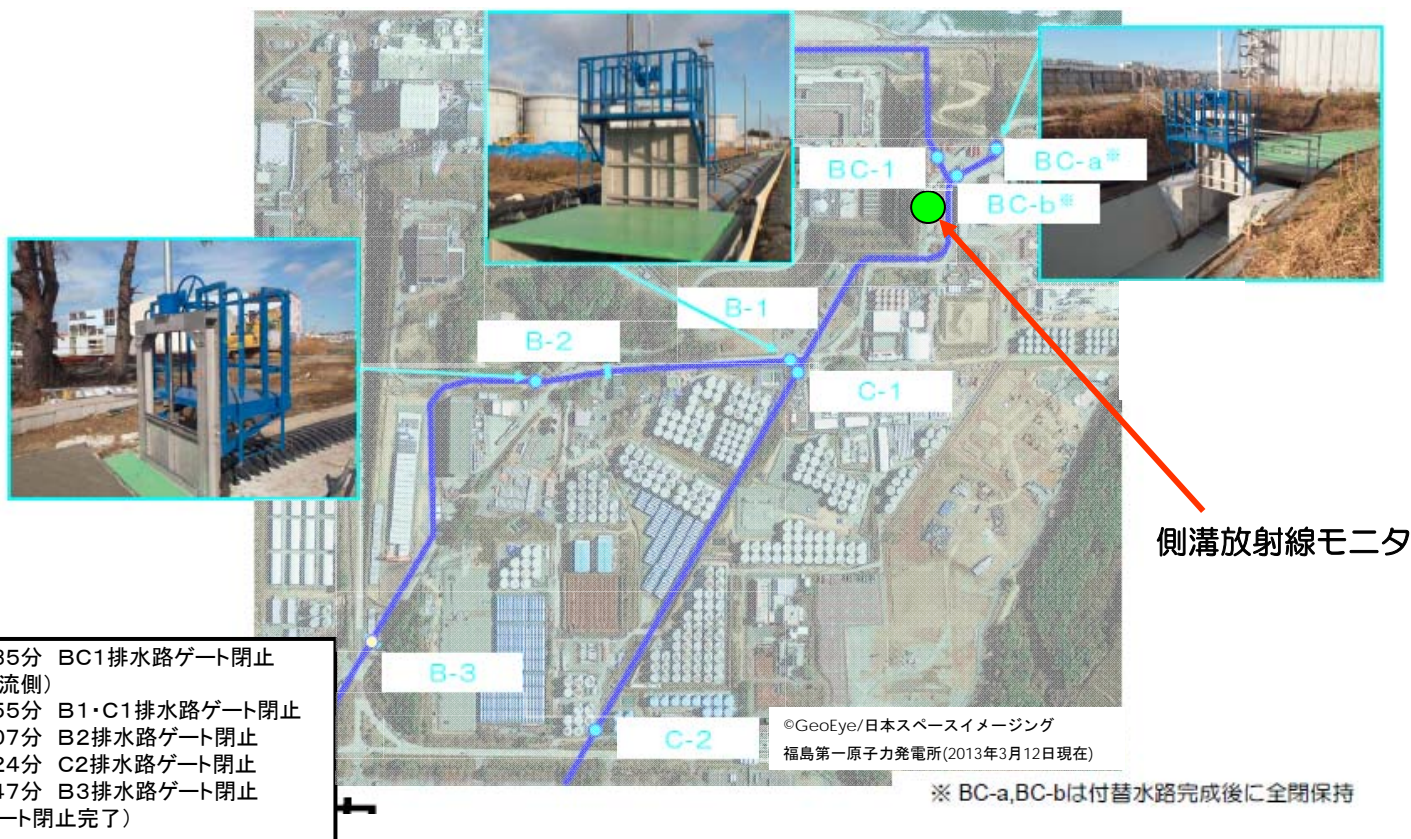 BC-1
BC-a※
BC-b※
B-1
B-2
C-1
側溝放射線モニタ
B-3
C-2
35分 BC1排水路ゲート閉止
流側）
55分 B1・C1排水路ゲート閉止
07分 B2排水路ゲート閉止
24分 C2排水路ゲート閉止
47分 B3排水路ゲート閉止
ート閉止完了）
©GeoEye/日本スペースイメージング
福島第一原子力発電所(2013年3月12日現在)
※ BC-a,BC-bは付替水路完成後に全閉保持